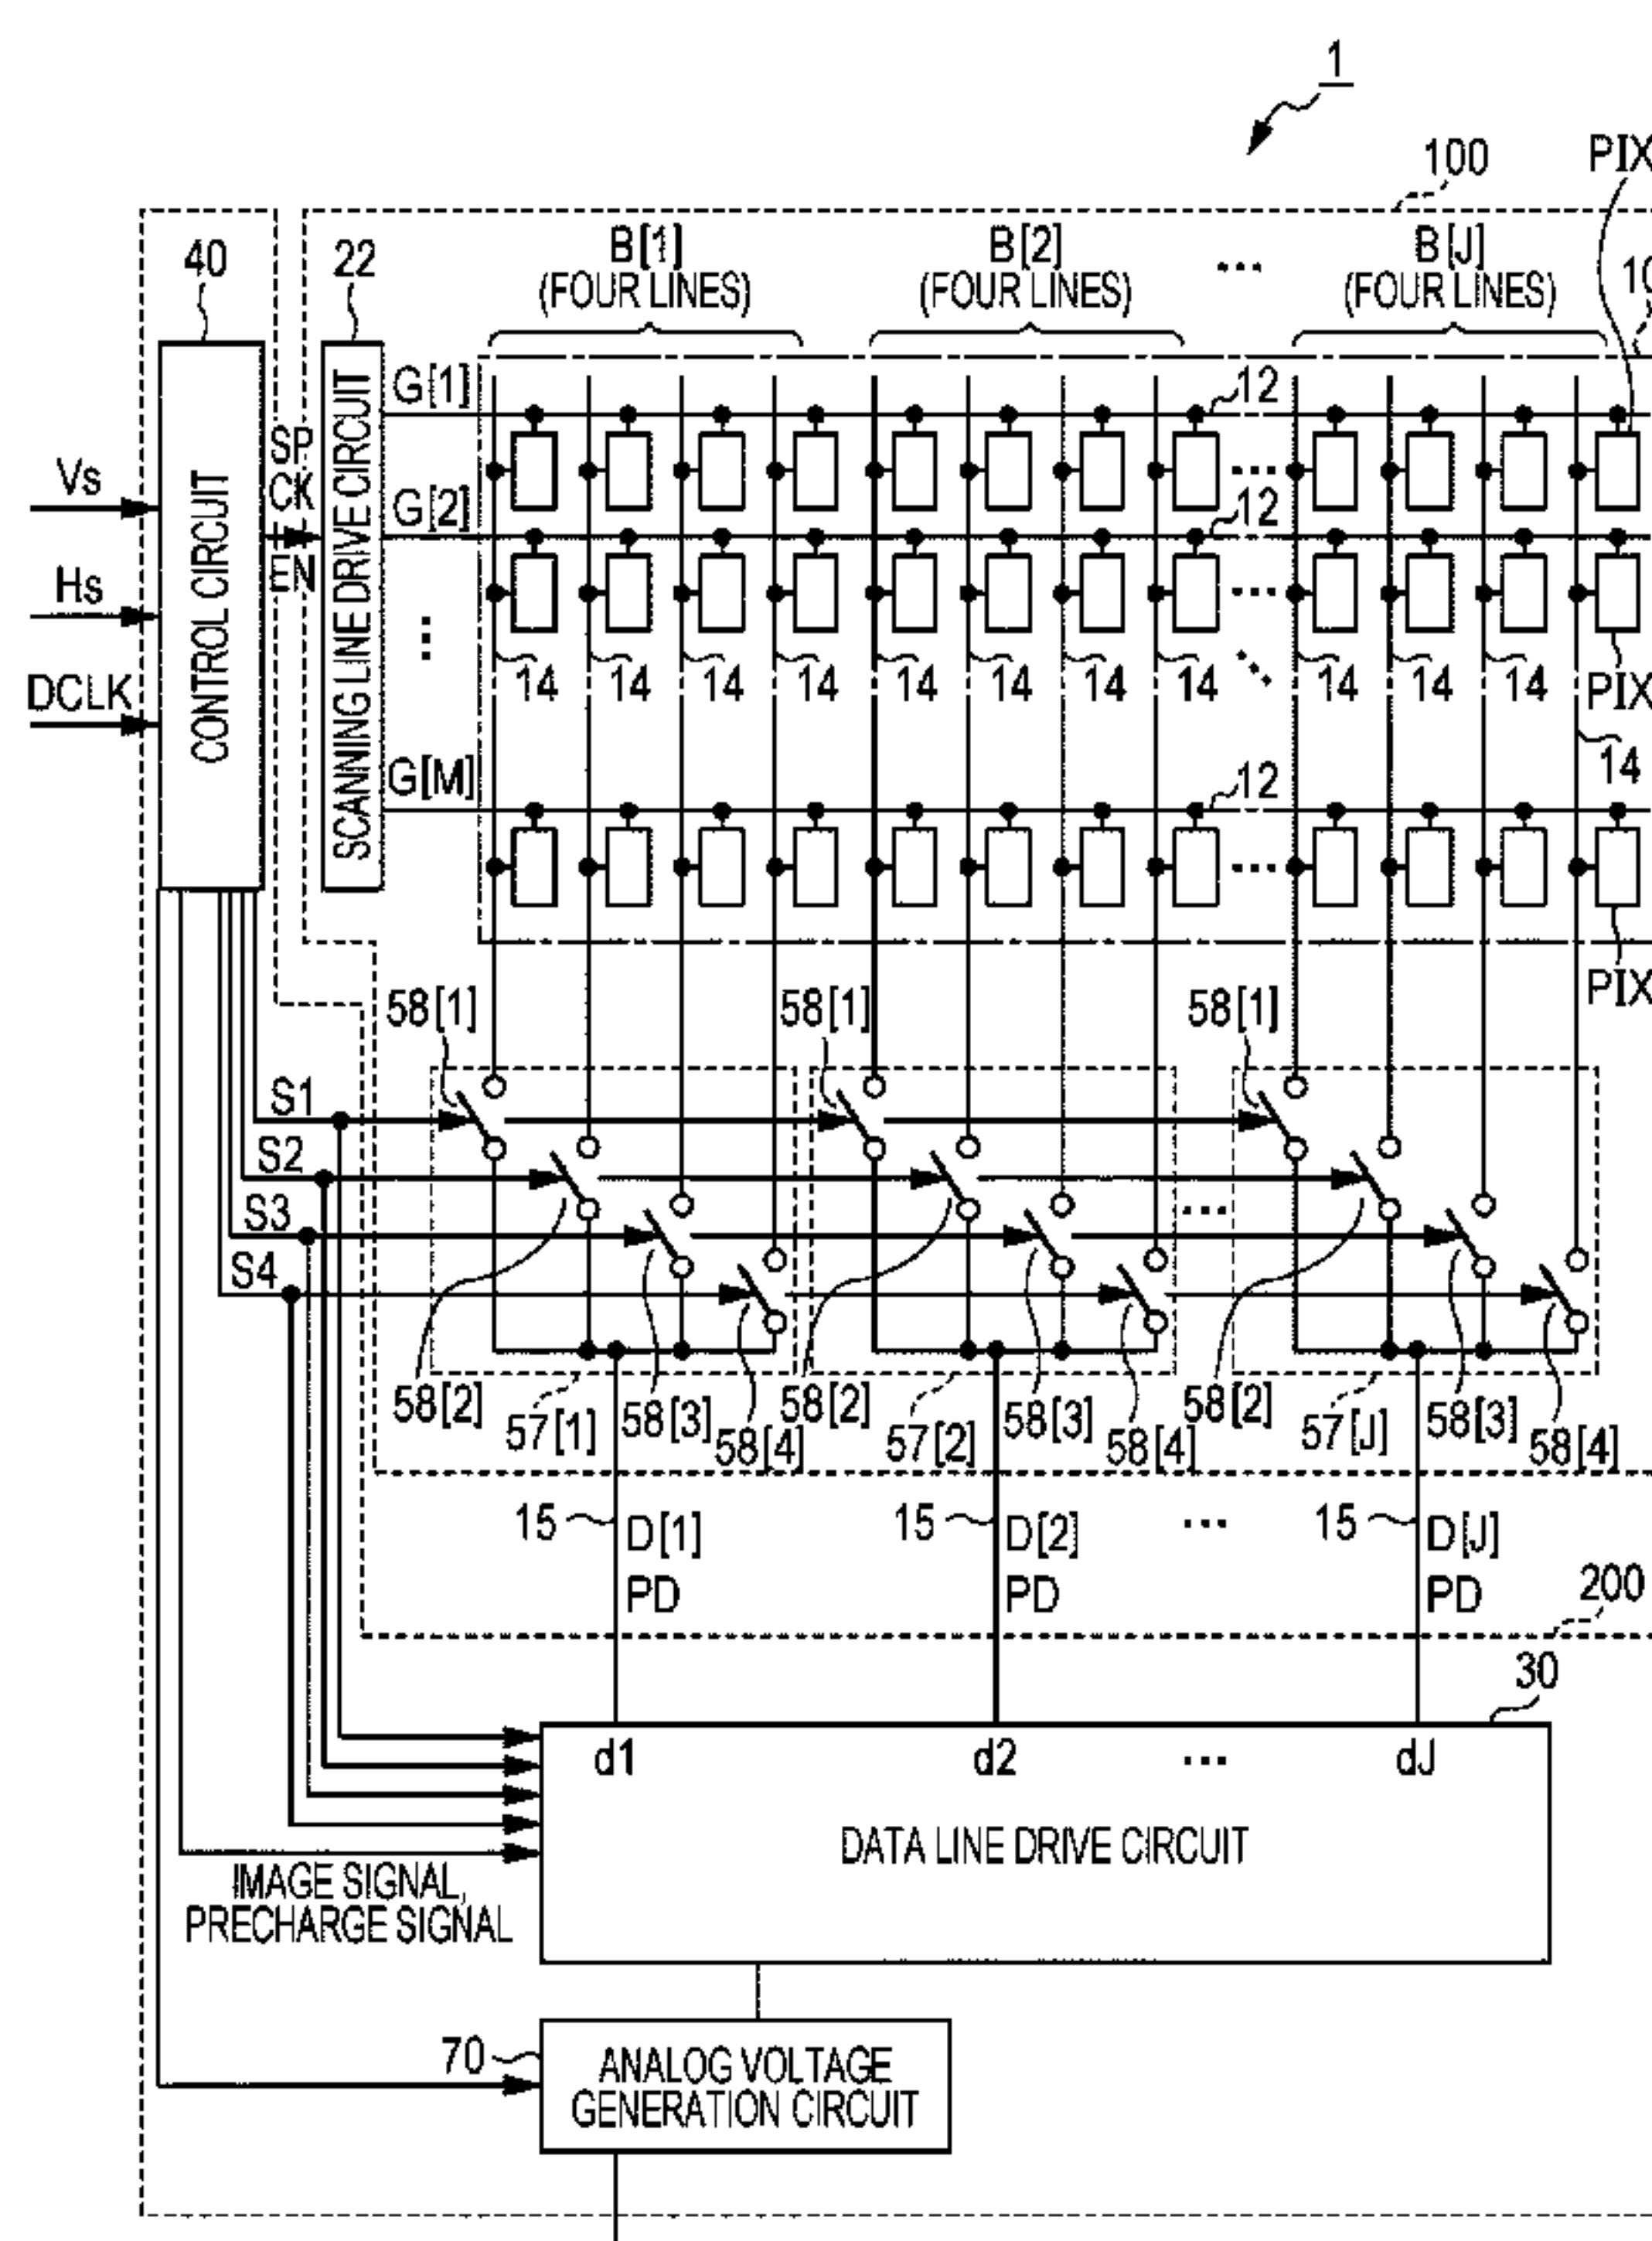 1
100
PIX
40
22
B[1]
(FOUR LINES)
B[2]
(FOUR LINES)
...
B[J]
(FOUR LINES)
10
CONTROL CIRCUIT
SCANNING LINE DRIVE CIRCUIT
Vs
Hs
DCLK
SP
CK
EN
G[1]
12
G[2]
12
14 14 14 14 14 14 14 14 14 14 14
PIX
14
G[M]
12
PIX
58[1] 58[1] 58[1]
S1
S2
S3
S4
58[2] 57[1] 58[3] 58[4] 58[2] 57[2] 58[3] 58[4] 58[2] 57[J] 58[3] 58[4]
15 D[1] 15 D[2] ... 15 D[J]
PD PD PD
200
30
d1 d2 ... dJ
DATA LINE DRIVE CIRCUIT
IMAGE SIGNAL,
PRECHARGE SIGNAL
70
ANALOG VOLTAGE
GENERATION CIRCUIT